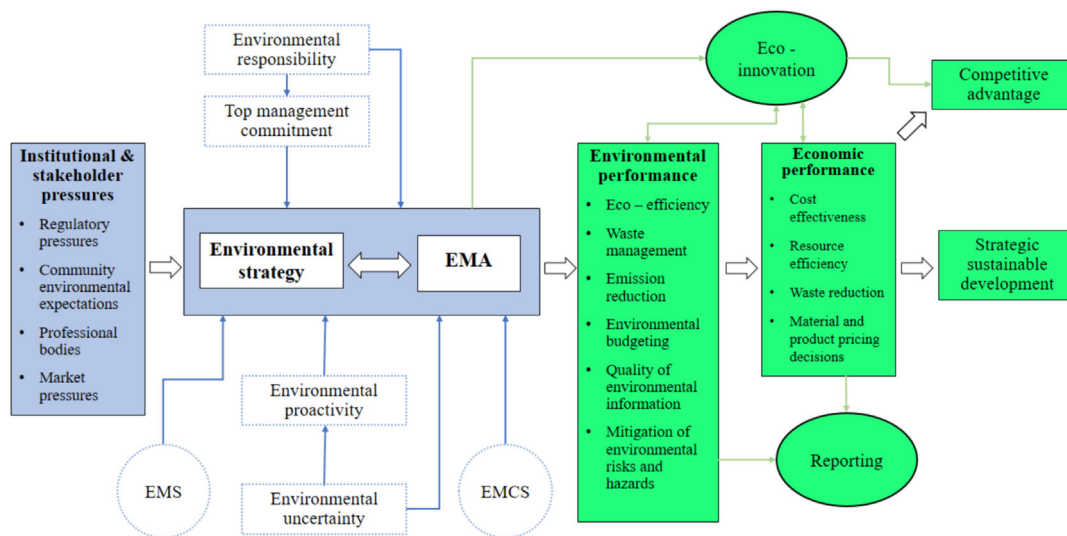 Environmental
responsibility
Top management
commitment
Eco -
innovation
Competitive
advantage
Institutional &
stakeholder
pressures
• Regulatory
pressures
• Community
environmental
expectations
• Professional
bodies
• Market
pressures
Environmental
strategy
EMA
Environmental
performance
• Eco – efficiency
• Waste
management
• Emission
reduction
• Environmental
budgeting
• Quality of
environmental
information
• Mitigation of
environmental
risks and
hazards
Economic
performance
• Cost
effectiveness
• Resource
efficiency
• Waste reduction
• Material and
product pricing
decisions
Strategic
sustainable
development
Environmental
proactivity
EMS
Environmental
uncertainty
EMCS
Reporting